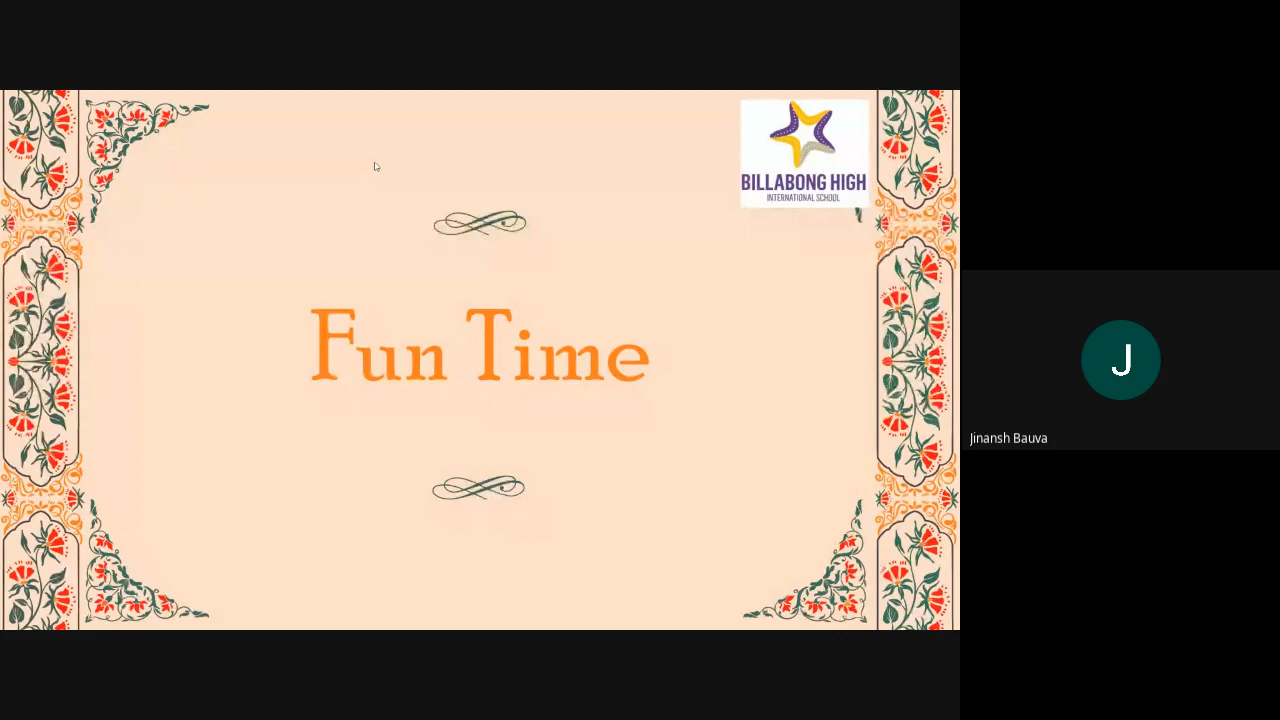 BILLABONG HIGH
INTERNATIONAL SCHOOL
Fun Time
J
Jinansh Bauva